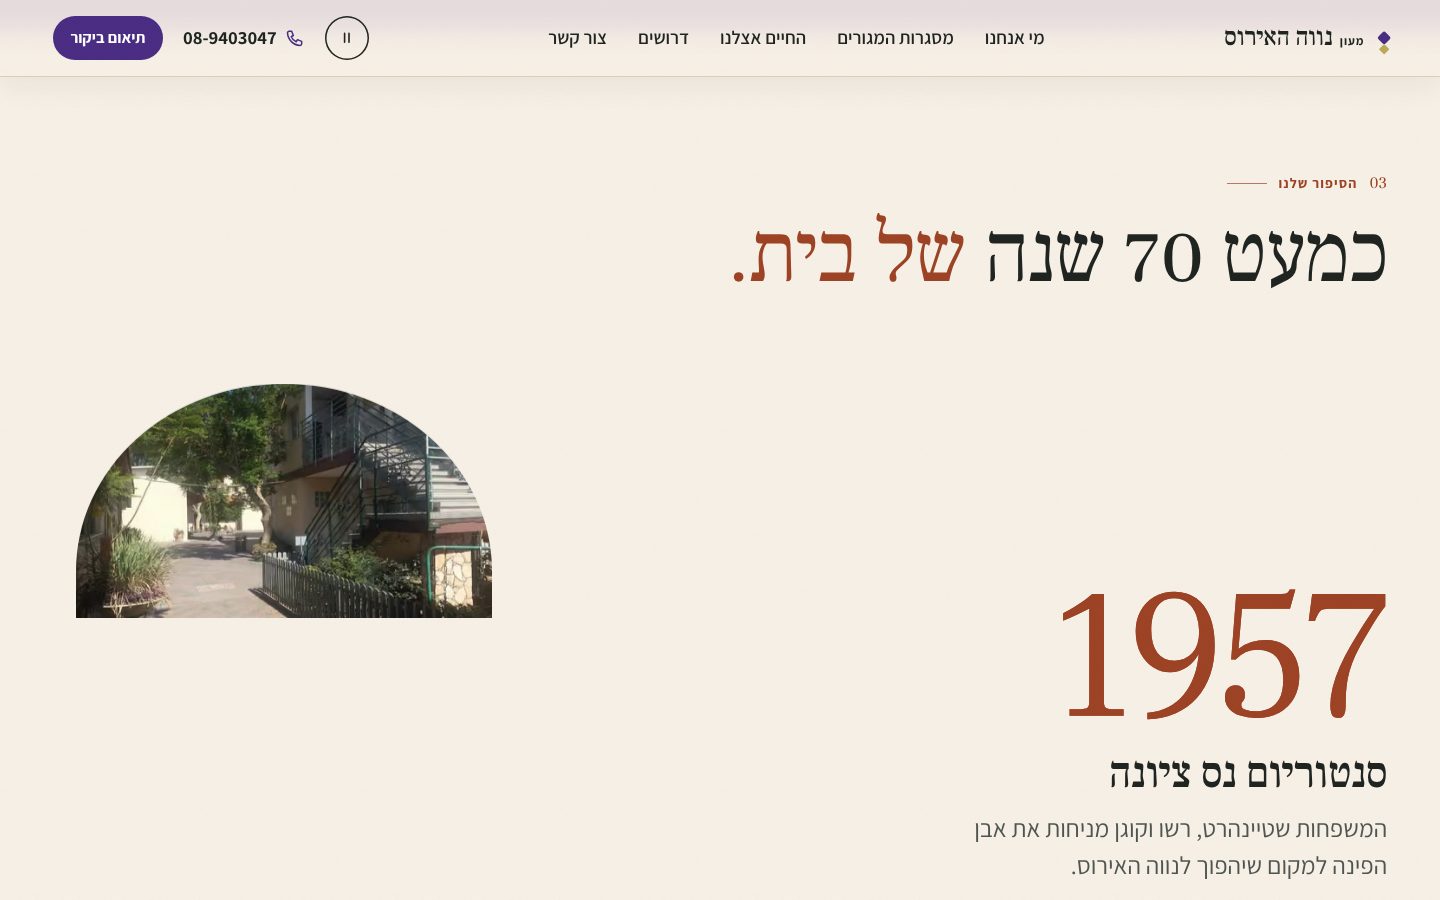 מעון נווה האירוס
מי אנחנו
מסגרות המגורים
החיים אצלנו
דרושים
צור קשר
08-9403047
תיאום ביקור
03 הסיפור שלנו
כמעט 70 שנה של בית.
1957
סנטוריום נס ציונה
המשפחות שטיינהרט, רשו וקוגן מניחות את אבן
הפינה למקום שיהפוך לנווה האירוס.